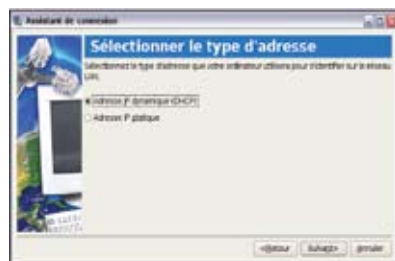 Assistant de connexion
Sélectionner le type d'adresse
Sélectionnez le type d'adresse que votre ordinateur utilisera pour s'identifier sur le réseau
LAN.
Adresse IP dynamique (DHCP)
Adresse IP statique
<Retour Suivant> Annuler